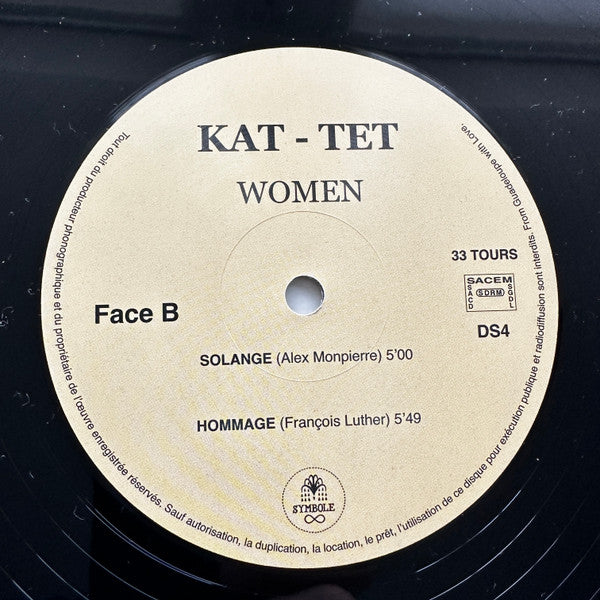 KAT - TET
WOMEN
33 TOURS
SACEM
SACD
SDRM
SGDL
DS4
Face B
SOLANGE (Alex Monpierre) 5'00
HOMMAGE (François Luther) 5'49
SYMBOLE
Tout droit du producteur phonographique et du propriétaire de l'œuvre enregistrée réservés. Sauf autorisation, la duplication, la location, le prêt, l'utilisation de ce disque pour exécution publique et radiodiffusion sont interdits. From Guadeloupe with Love.